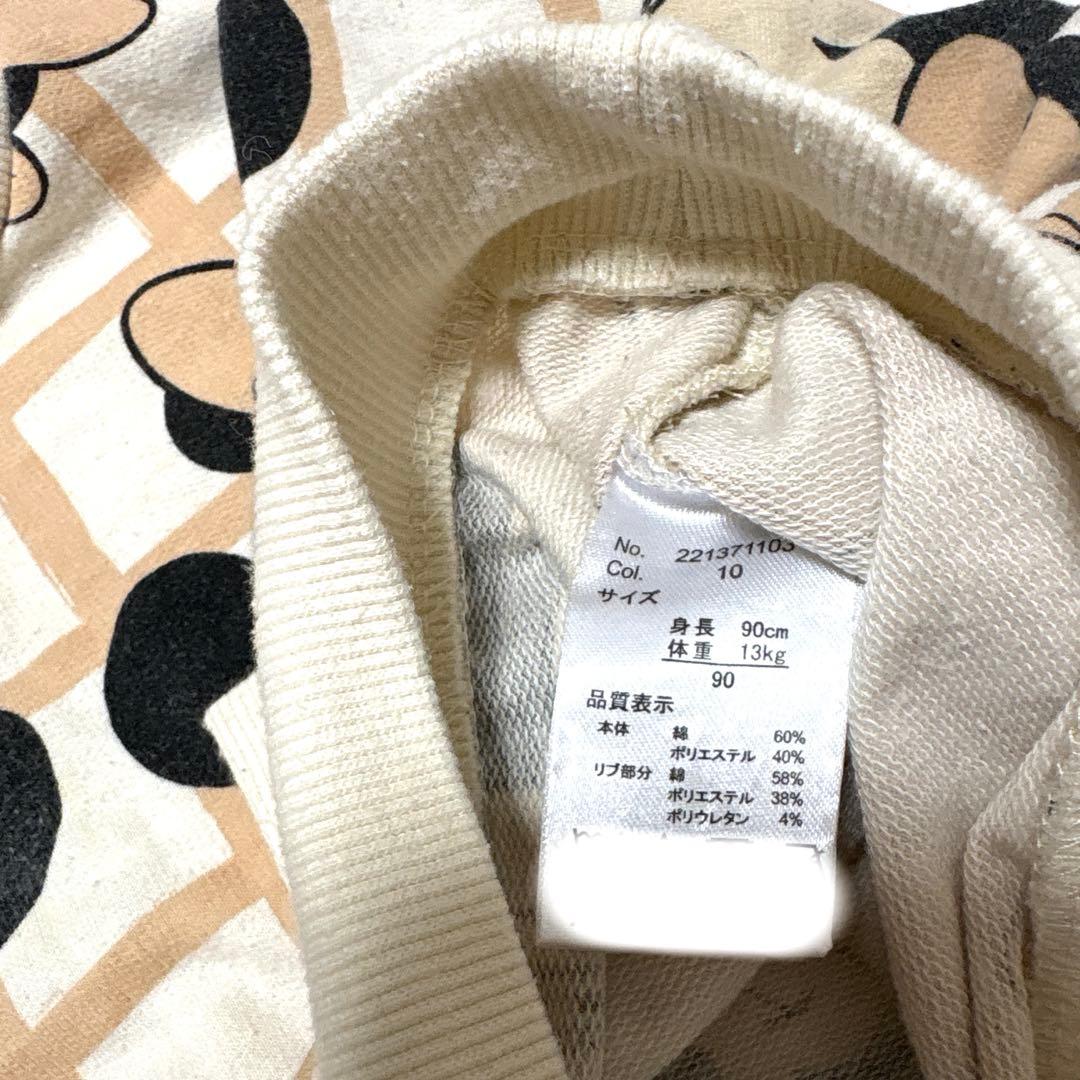 No. 221371103
Col. 10
サイズ
身長 90cm
体重 13kg
90
品質表示
本体 綿 60%
ポリエステル 40%
リブ部分 綿 58%
ポリエステル 38%
ポリウレタン 4%